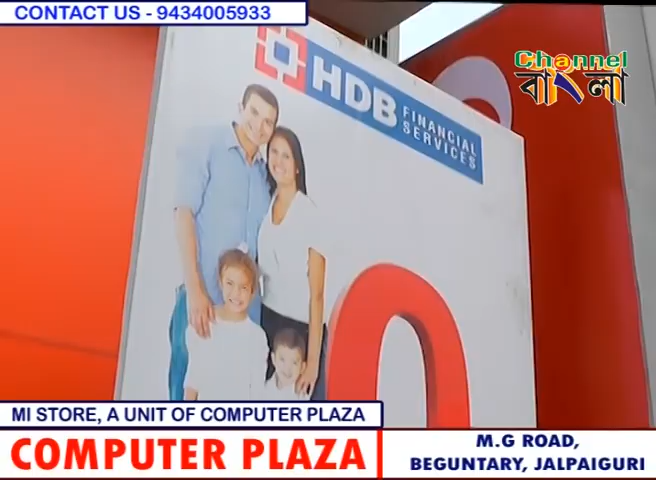 CONTACT US - 9434005933
Channel
বাংলা
HDB FINANCIAL
SERVICES
MI STORE, A UNIT OF COMPUTER PLAZA
COMPUTER PLAZA
M.G ROAD,
BEGUNTARY, JALPAIGURI